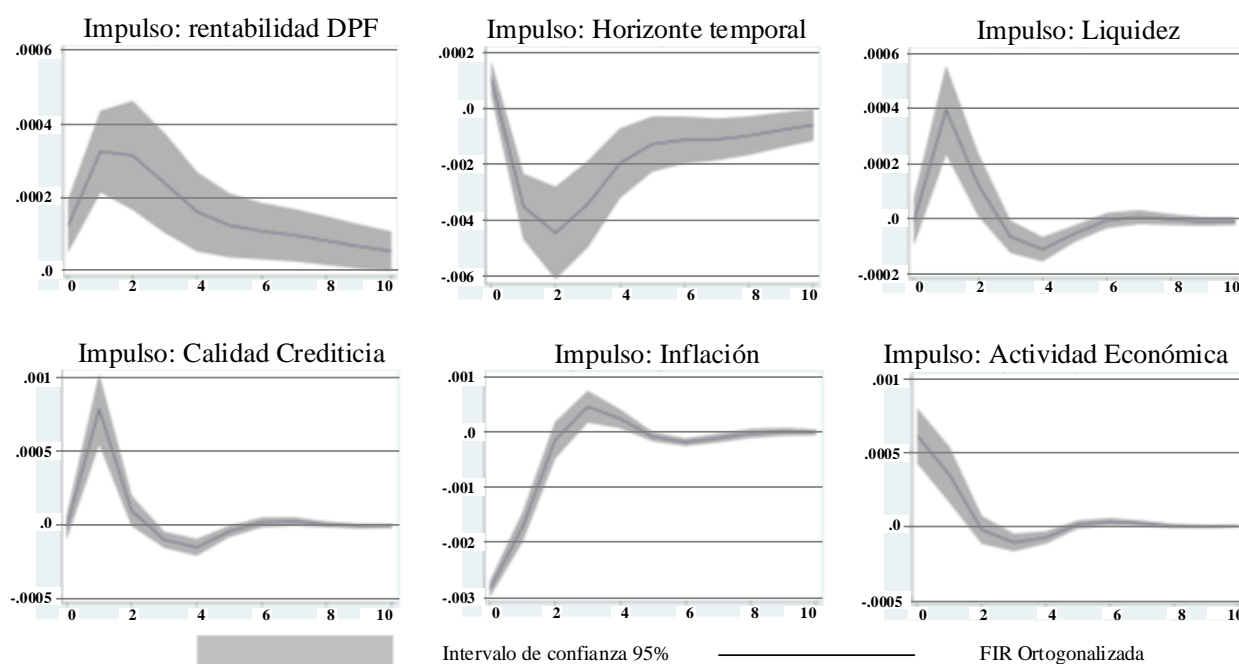 Impulso: rentabilidad DPF
.0006
.0004
.0002
.0
0 2 4 6 8 10
Impulso: Horizonte temporal
.0002
.0
-.002
-.004
-.006
0 2 4 6 8 10
Impulso: Liquidez
.0006
.0004
.0002
.0
-.0002
0 2 4 6 8 10
Impulso: Calidad Crediticia
.001
.0005
.0
-.0005
0 2 4 6 8 10
Impulso: Inflación
.001
.0
-.001
-.002
-.003
0 2 4 6 8 10
Impulso: Actividad Económica
.001
.0005
.0
-.0005
0 2 4 6 8 10
Intervalo de confianza 95%
FIR Ortogonalizada